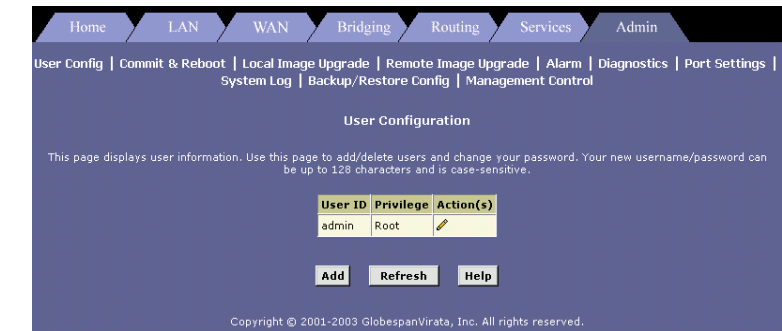 Home LAN WAN Bridging Routing Services Admin
User Config | Commit & Reboot | Local Image Upgrade | Remote Image Upgrade | Alarm | Diagnostics | Port Settings |
System Log | Backup/Restore Config | Management Control
User Configuration
This page displays user information. Use this page to add/delete users and change your password. Your new username/password can
be up to 128 characters and is case-sensitive.
User ID Privilege Action(s)
admin Root
Add Refresh Help
Copyright © 2001-2003 GlobespanVirata, Inc. All rights reserved.